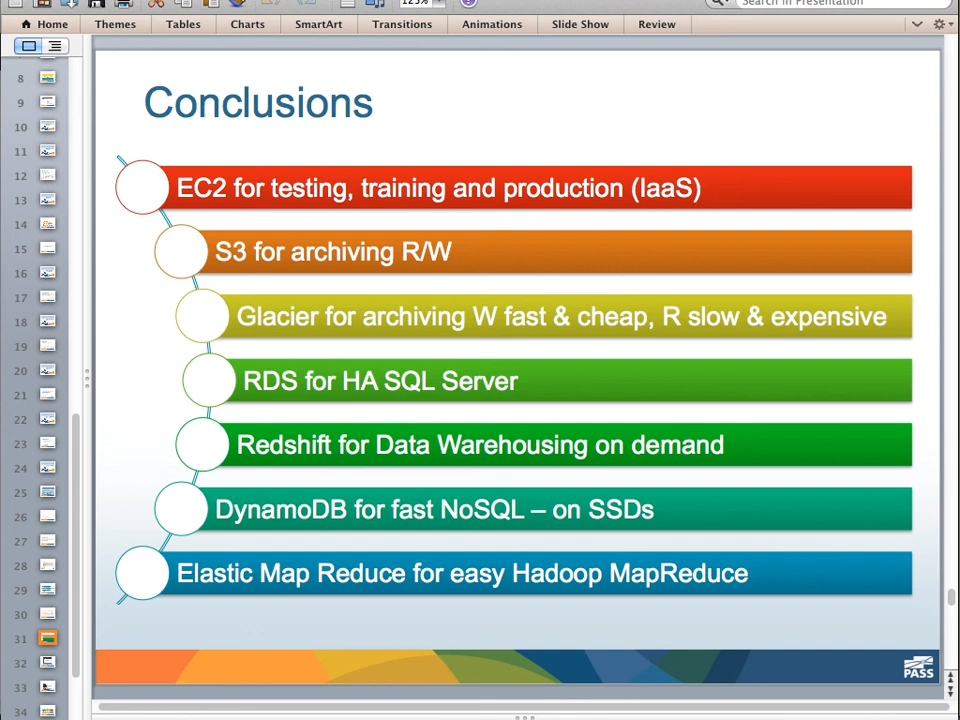 125%
Search in Presentation
Home Themes Tables Charts SmartArt Transitions Animations Slide Show Review
8
9
10
11
12
13
14
15
16
17
18
19
20
21
22
23
24
25
26
27
28
29
30
31
32
33
34
Conclusions
EC2 for testing, training and production (IaaS)
S3 for archiving R/W
Glacier for archiving W fast & cheap, R slow & expensive
RDS for HA SQL Server
Redshift for Data Warehousing on demand
DynamoDB for fast NoSQL – on SSDs
Elastic Map Reduce for easy Hadoop MapReduce
PASS